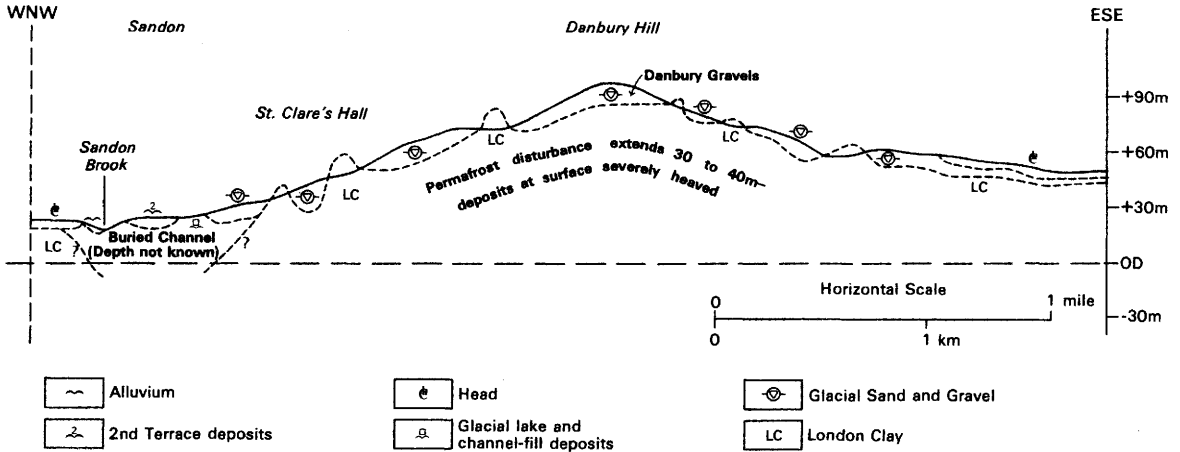 WNW
ESE
Sandon
Danbury Hill
Danbury Gravels
+90m
St. Clare's Hall
LC
LC
Sandon
Brook
Permafrost disturbance extends 30 to 40m-
deposits at surface severely heaved
+60m
LC
LC
+30m
2
LC
?
Buried Channel
(Depth not known)
?
OD
Horizontal Scale
0
1 mile
0
1 km
-30m
Alluvium
Head
Glacial Sand and Gravel
2
2nd Terrace deposits
Glacial lake and
channel-fill deposits
LC
London Clay